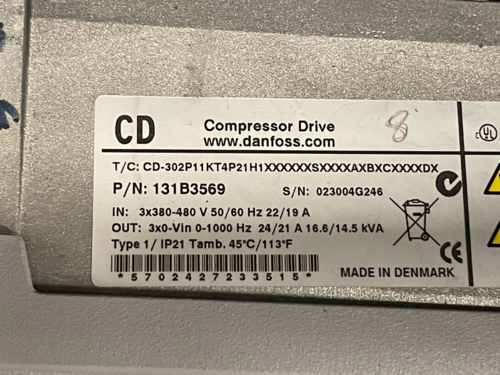 8
CD
Compressor Drive
www.danfoss.com
T/C: CD-302P11KT4P21H1XXXXXXSXXXXAXBXCXXXXDX
P/N: 131B3569 S/N: 023004G246
IN: 3x380-480 V 50/60 Hz 22/19 A
OUT: 3x0-Vin 0-1000 Hz 24/21 A 16.6/14.5 kVA
Type 1/ IP21 Tamb. 45°C/113°F
*5702427233515*
MADE IN DENMARK
CE
c UL